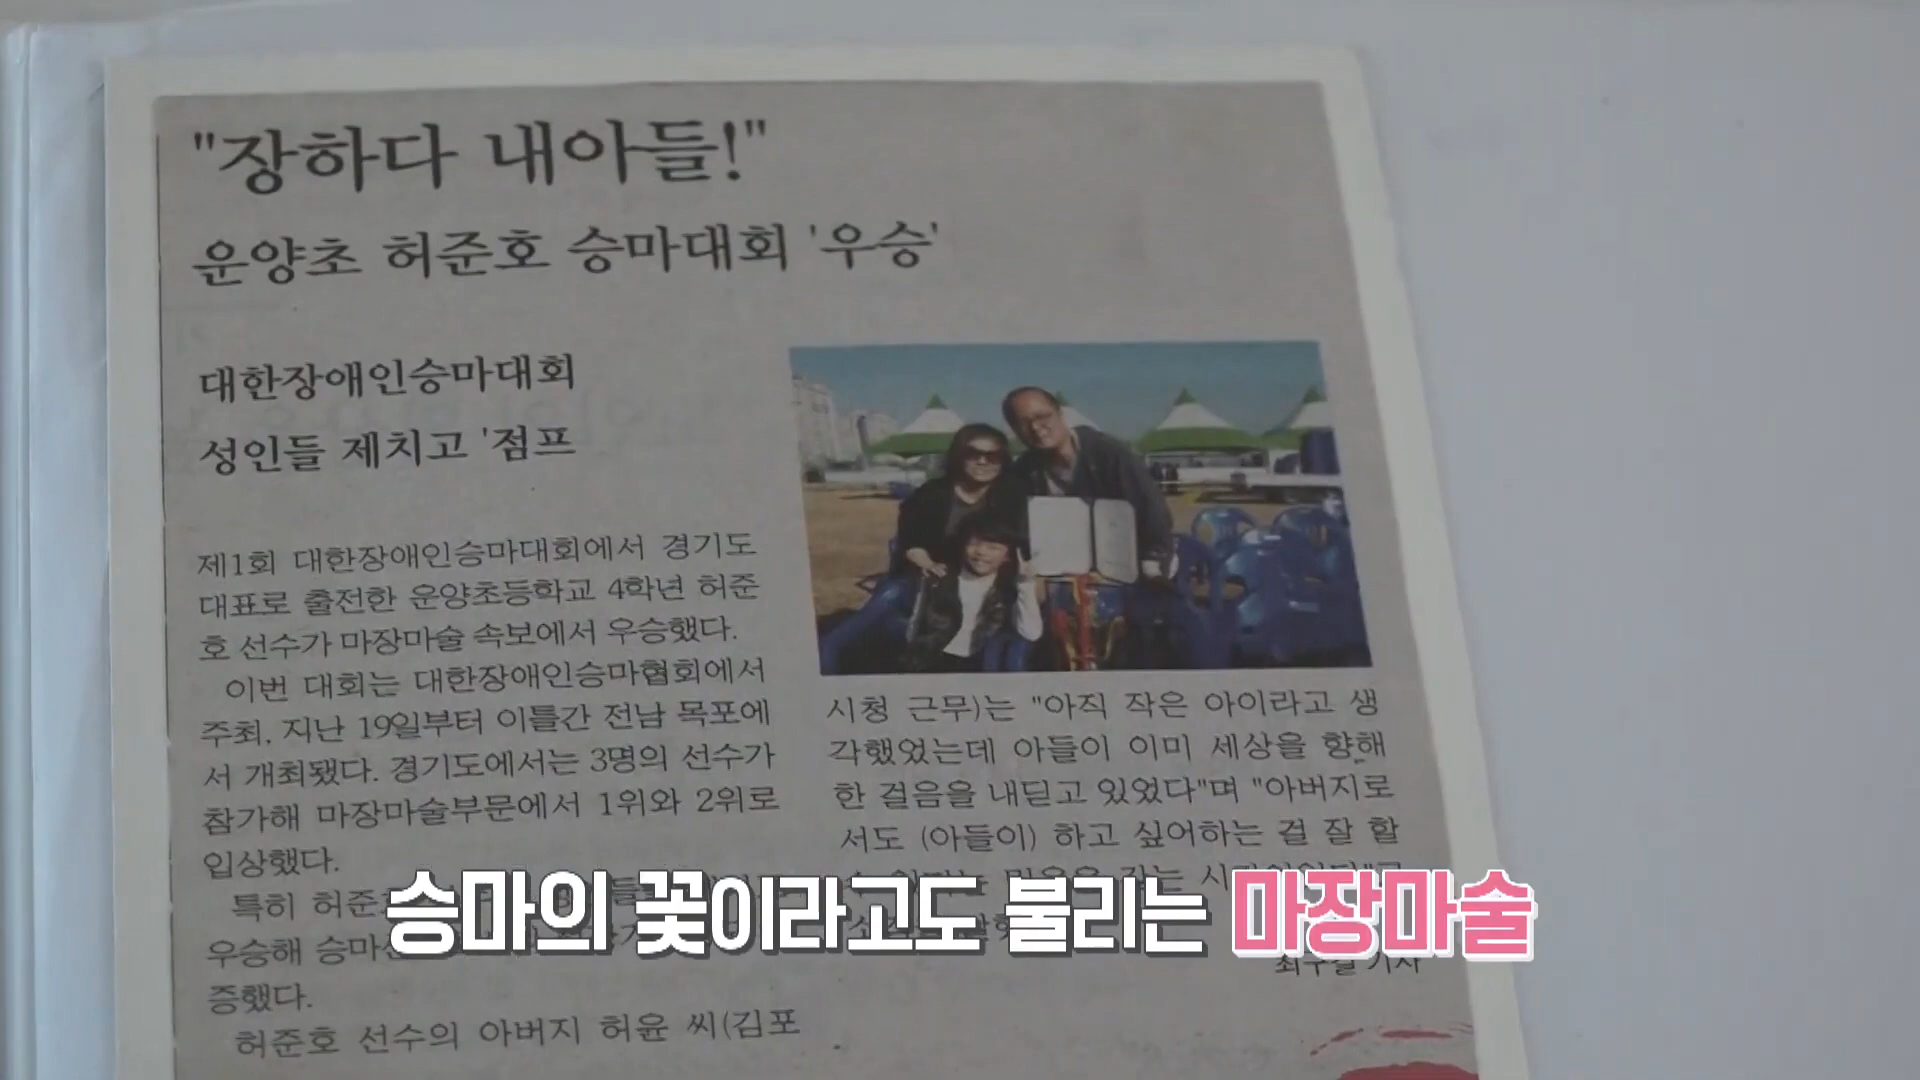 "장하다 내아들!"
운양초 허준호 승마대회 '우승'
대한장애인승마대회
성인들 제치고 '점프
제1회 대한장애인승마대회에서 경기도
대표로 출전한 운양초등학교 4학년 허준
호 선수가 마장마술 속보에서 우승했다.
이번 대회는 대한장애인승마협회에서
주최, 지난 19일부터 이틀간 전남 목포에
서 개최됐다. 경기도에서는 3명의 선수가
참가해 마장마술부문에서 1위와 2위로
입상했다.
특히 허준
우승해
증했다.
허준호 선수의 아버지 허윤 씨(김포
시청 근무)는 "아직 작은 아이라고 생
각했었는데 아들이 이미 세상을 향해
한 걸음을 내딛고 있었다"며 "아버지로
서도 (아들이) 하고 싶어하는 걸 잘 할
기자
승마의 꽃이라고도 불리는 마장마술